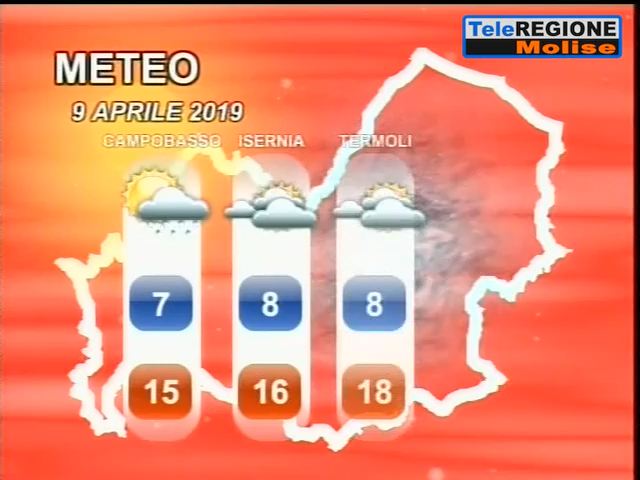 TeleREGIONE
Molise
METEO
9 APRILE 2019
CAMPOBASSO ISERNIA TERMOLI
7 8 8
15 16 18